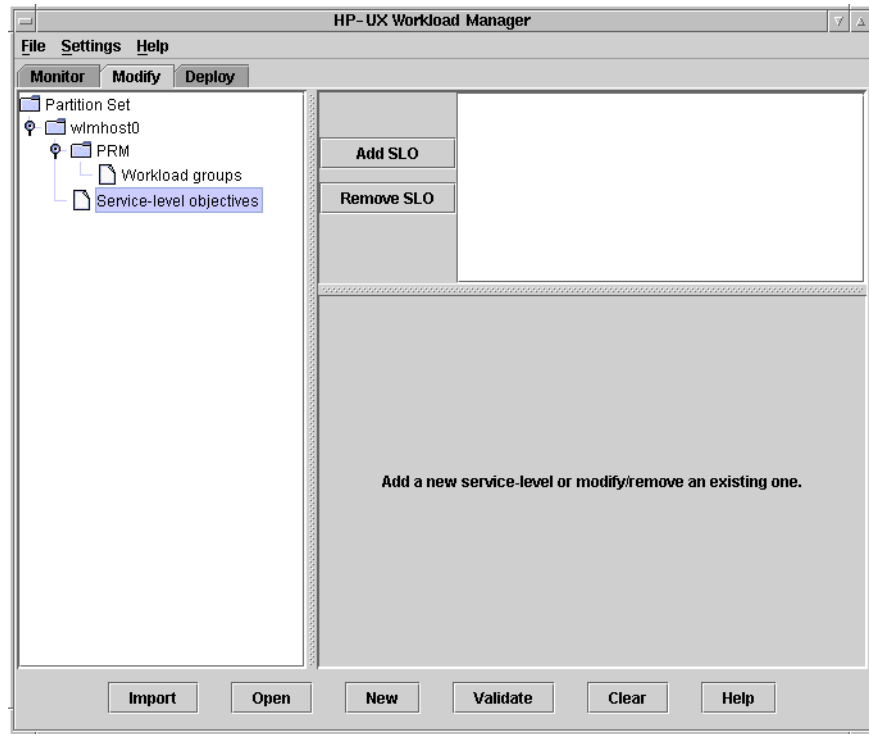 HP-UX Workload Manager
File Settings Help
Monitor Modify Deploy
Partition Set
wlmhost0
PRM
Workload groups
Service-level objectives
Add SLO
Remove SLO
Add a new service-level or modify/remove an existing one.
Import Open New Validate Clear Help